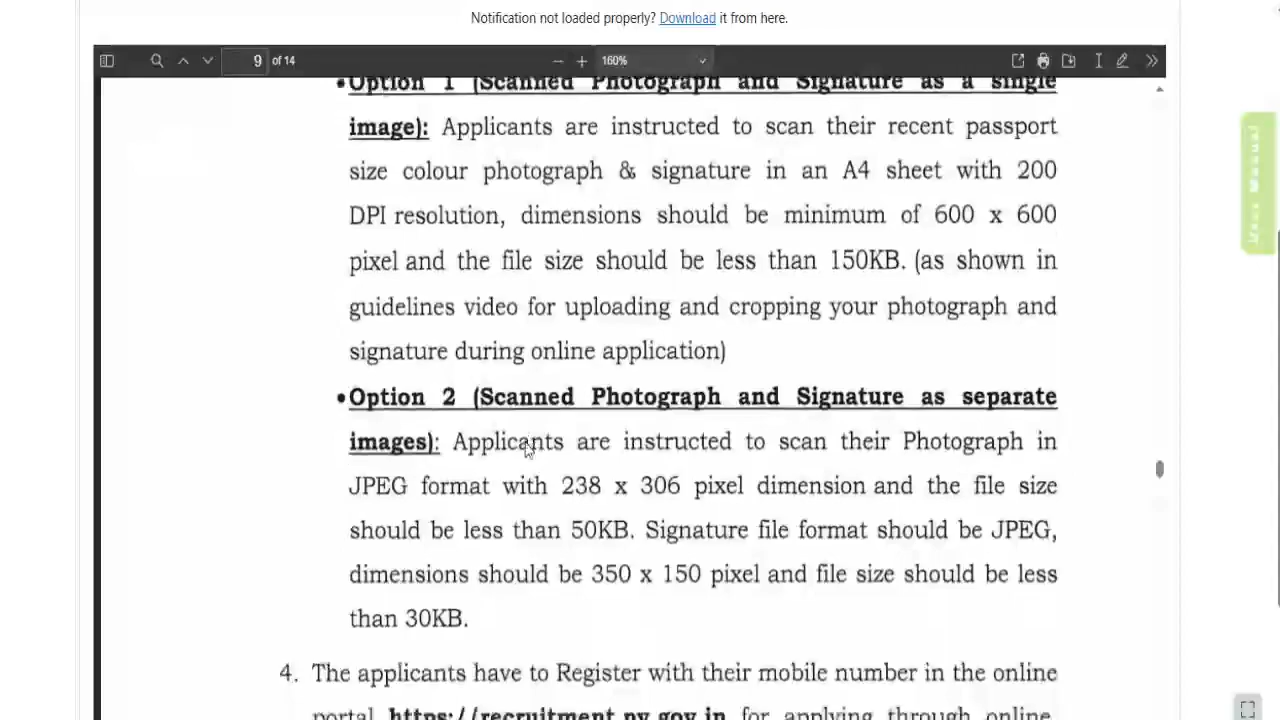 Notification not loaded properly? Download it from here.
9 of 14
160%
•Option 1 (Scanned Photograph and Signature as a single
image): Applicants are instructed to scan their recent passport
size colour photograph & signature in an A4 sheet with 200
DPI resolution, dimensions should be minimum of 600 x 600
pixel and the file size should be less than 150KB. (as shown in
guidelines video for uploading and cropping your photograph and
signature during online application)
•Option 2 (Scanned Photograph and Signature as separate
images): Applicants are instructed to scan their Photograph in
JPEG format with 238 x 306 pixel dimension and the file size
should be less than 50KB. Signature file format should be JPEG,
dimensions should be 350 x 150 pixel and file size should be less
than 30KB.
4. The applicants have to Register with their mobile number in the online
portal https://recruitment.py.gov.in for applying through online.